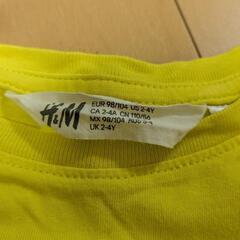 H&M
EUR 98/104 US 2-4Y
CA 2-4A CN 110/56
MX 98/104
UK 2-4Y